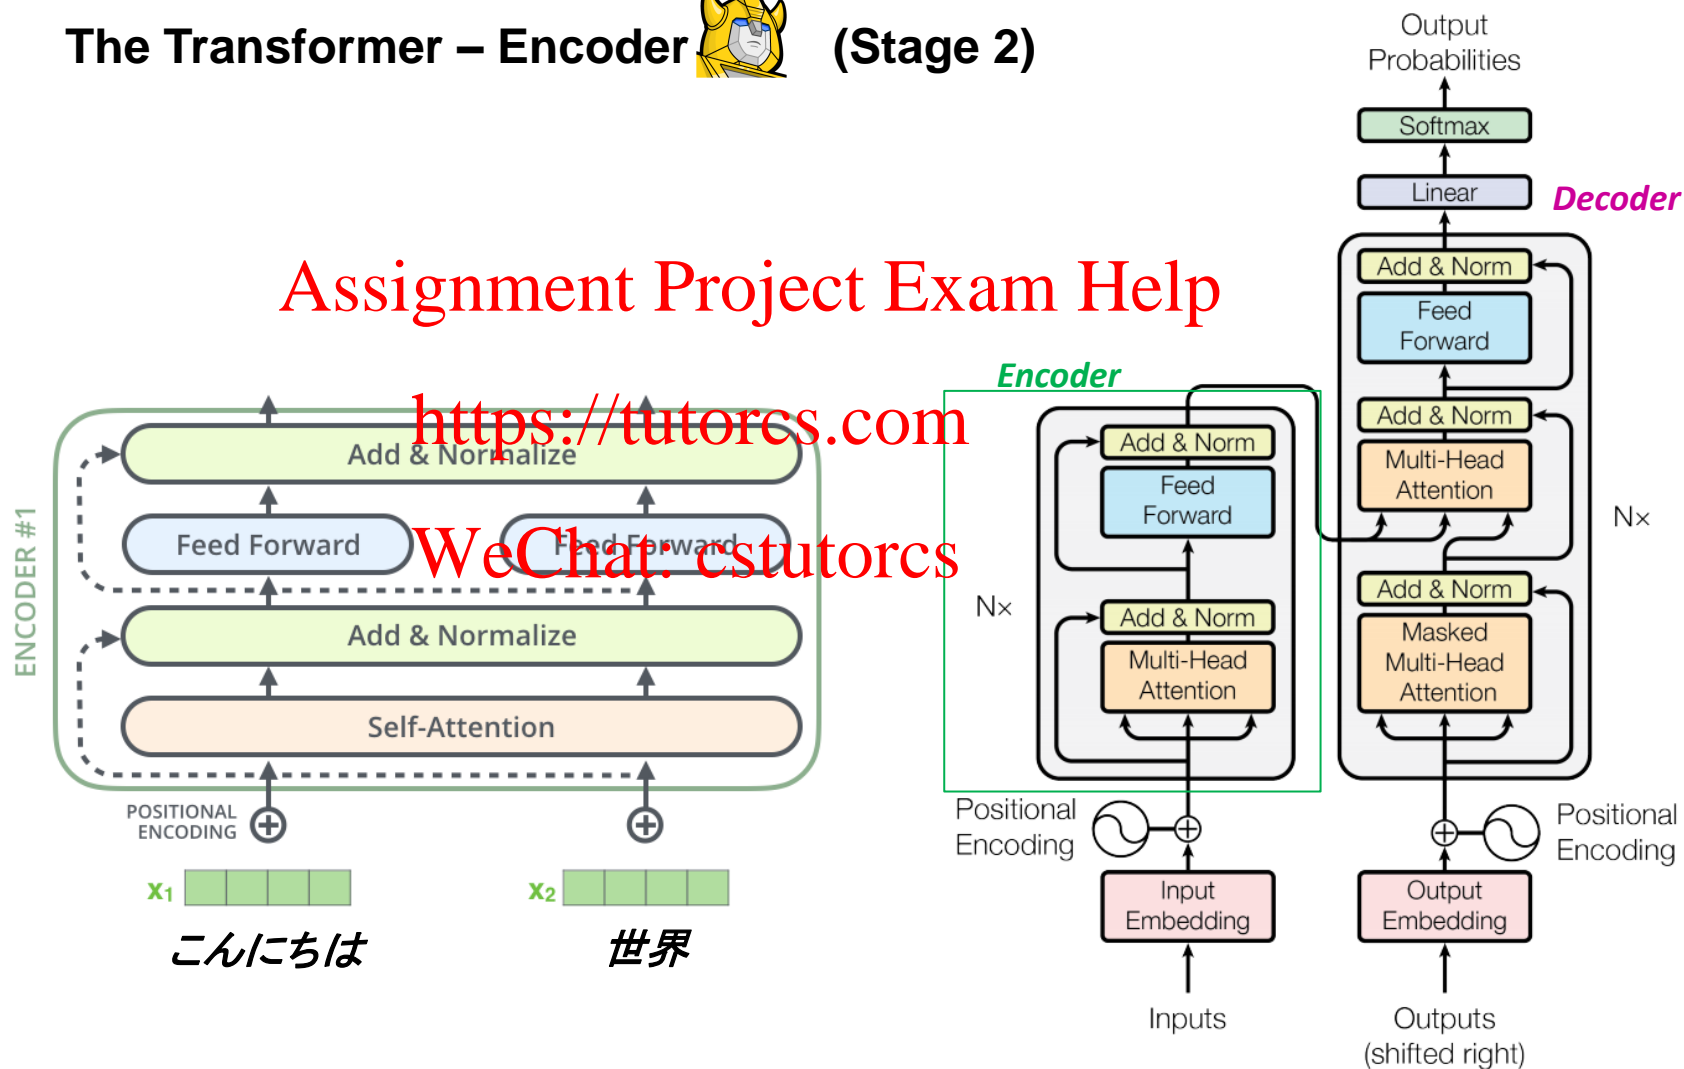 The Transformer – Encoder (Stage 2)
Assignment Project Exam Help
https://tutorcs.com
WeChat: cstutorcs
ENCODER #1
Add & Normalize
Feed Forward
Feed Forward
Add & Normalize
Self-Attention
POSITIONAL
ENCODING
x1
x2
こんにちは
世界
Encoder
Add & Norm
Feed
Forward
Nx
Add & Norm
Multi-Head
Attention
Positional
Encoding
Input
Embedding
Inputs
Output
Probabilities
Softmax
Linear
Decoder
Add & Norm
Feed
Forward
Add & Norm
Multi-Head
Attention
Nx
Add & Norm
Masked
Multi-Head
Attention
Positional
Encoding
Output
Embedding
Outputs
(shifted right)